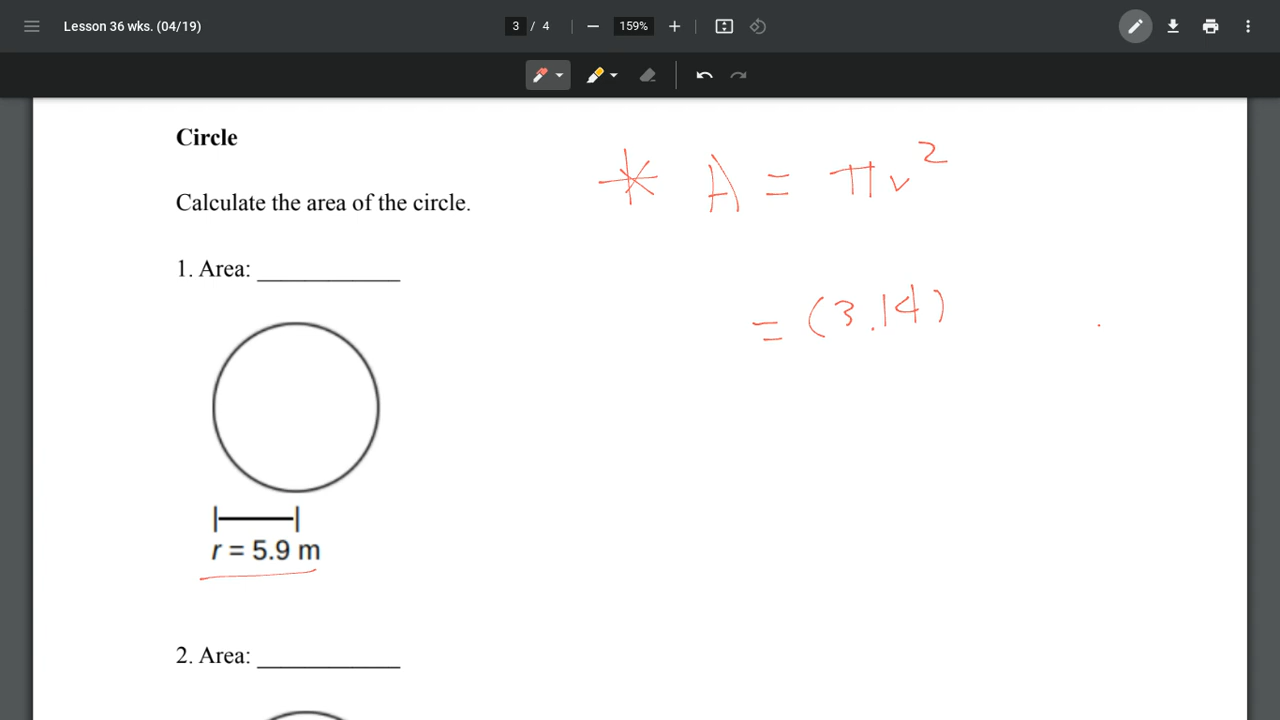 Lesson 36 wks. (04/19)
3 / 4
159%
Circle
* A = πr²
Calculate the area of the circle.
1. Area: ____________
= (3.14)
r = 5.9 m
2. Area: ____________